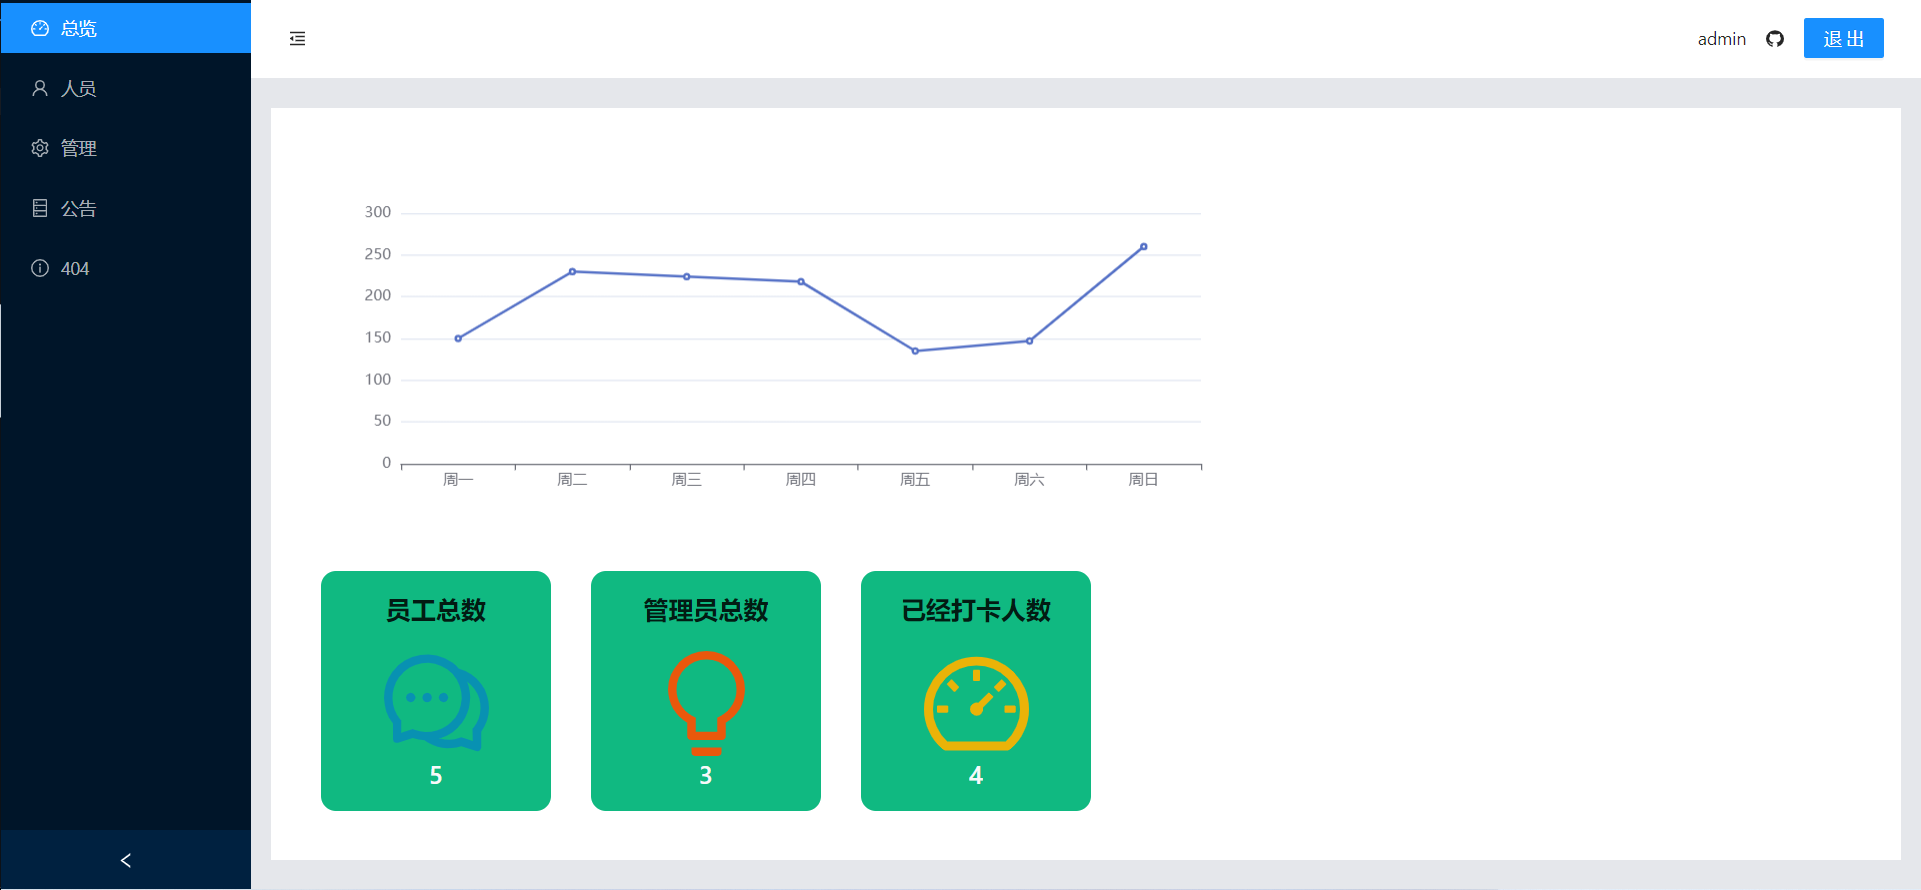 总览
人员
管理
公告
404
admin
退 出
300
250
200
150
100
50
0
周一 周二 周三 周四 周五 周六 周日
员工总数
5
管理员总数
3
已经打卡人数
4